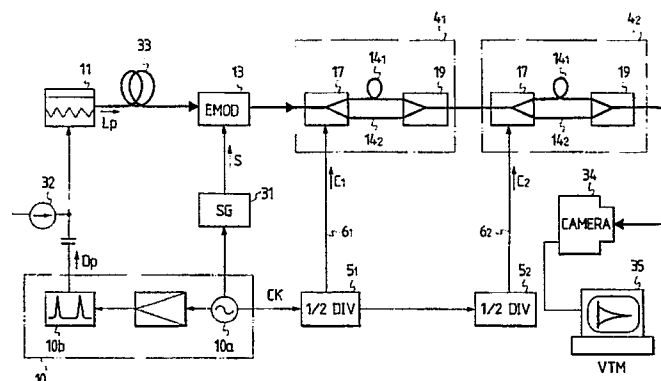 4₁
4₂
33
11
13
17
14₁
19
17
14₁
19
EMOD
Lp
14₂
14₂
S
C₁
C₂
34
32
SG
31
CAMERA
6₁
6₂
Dp
35
5₁
5₂
CK
1/2 DIV
1/2 DIV
10b
10a
VTM
10